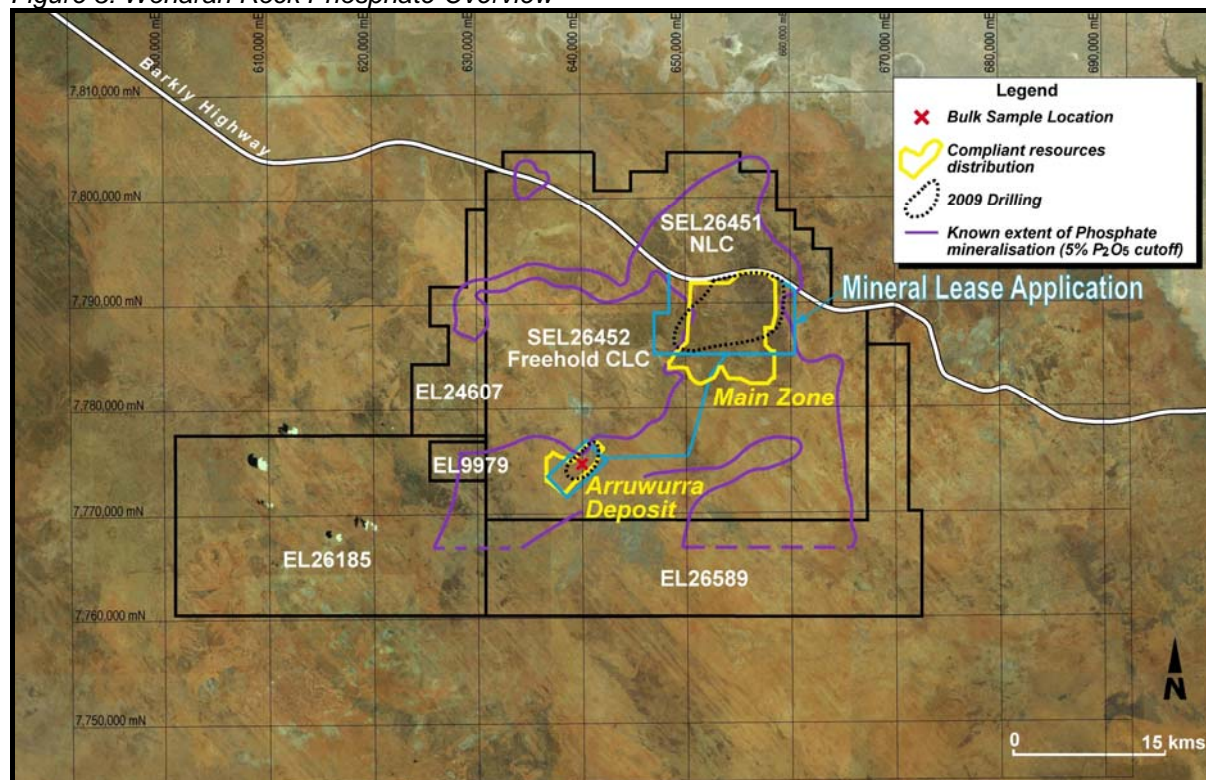 Figure Wonarah Rock Phosphate Overview
600,000 mE
610,000 mE
620,000 mE
630,000 mE
640,000 mE
650,000 mE
660,000 mE
670,000 mE
680,000 mE
690,000 mE
7,810,000 mN
7,800,000 mN
7,790,000 mN
7,780,000 mN
7,770,000 mN
7,760,000 mN
7,750,000 mN
Barkly Highway
Legend
Bulk Sample Location
Compliant resources
distribution
2009 Drilling
Known extent of Phosphate
mineralisation (5% P₂O₅ cutoff)
SEL26451
NLC
Mineral Lease Application
SEL26452
Freehold CLC
EL24607
Main Zone
EL9979
Arruwurra
Deposit
EL26185
EL26589
N
0 15 kms